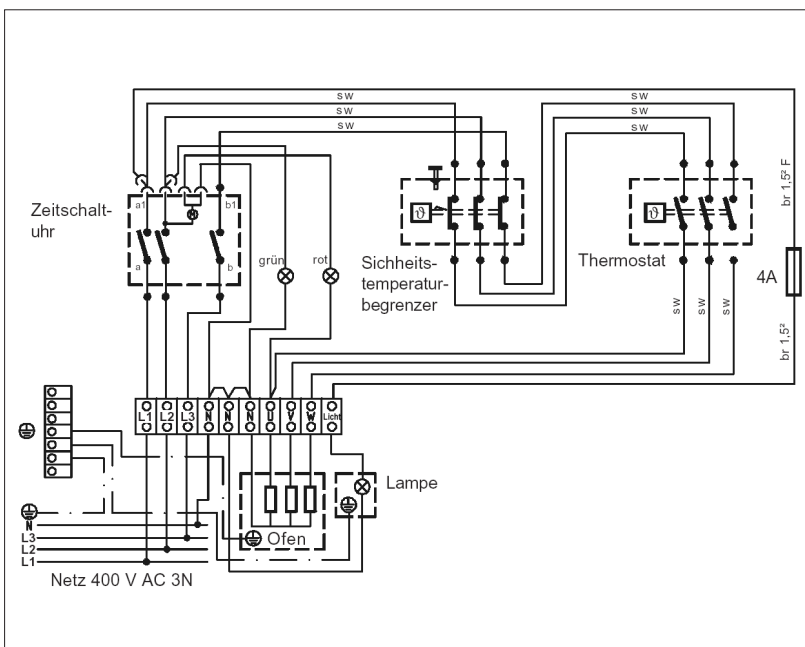 sw
sw
sw
sw
sw
sw
br 1,5² F
Zeitschalt-
uhr
a1
b1
M
a
b
grün
rot
ϑ
Sichheits-
temperatur-
begrenzer
ϑ
Thermostat
4A
sw
sw
sw
br 1,5²
L1
L2
L3
N
N
N
U
V
W
Licht
Lampe
Ofen
N
L3
L2
L1
Netz 400 V AC 3N